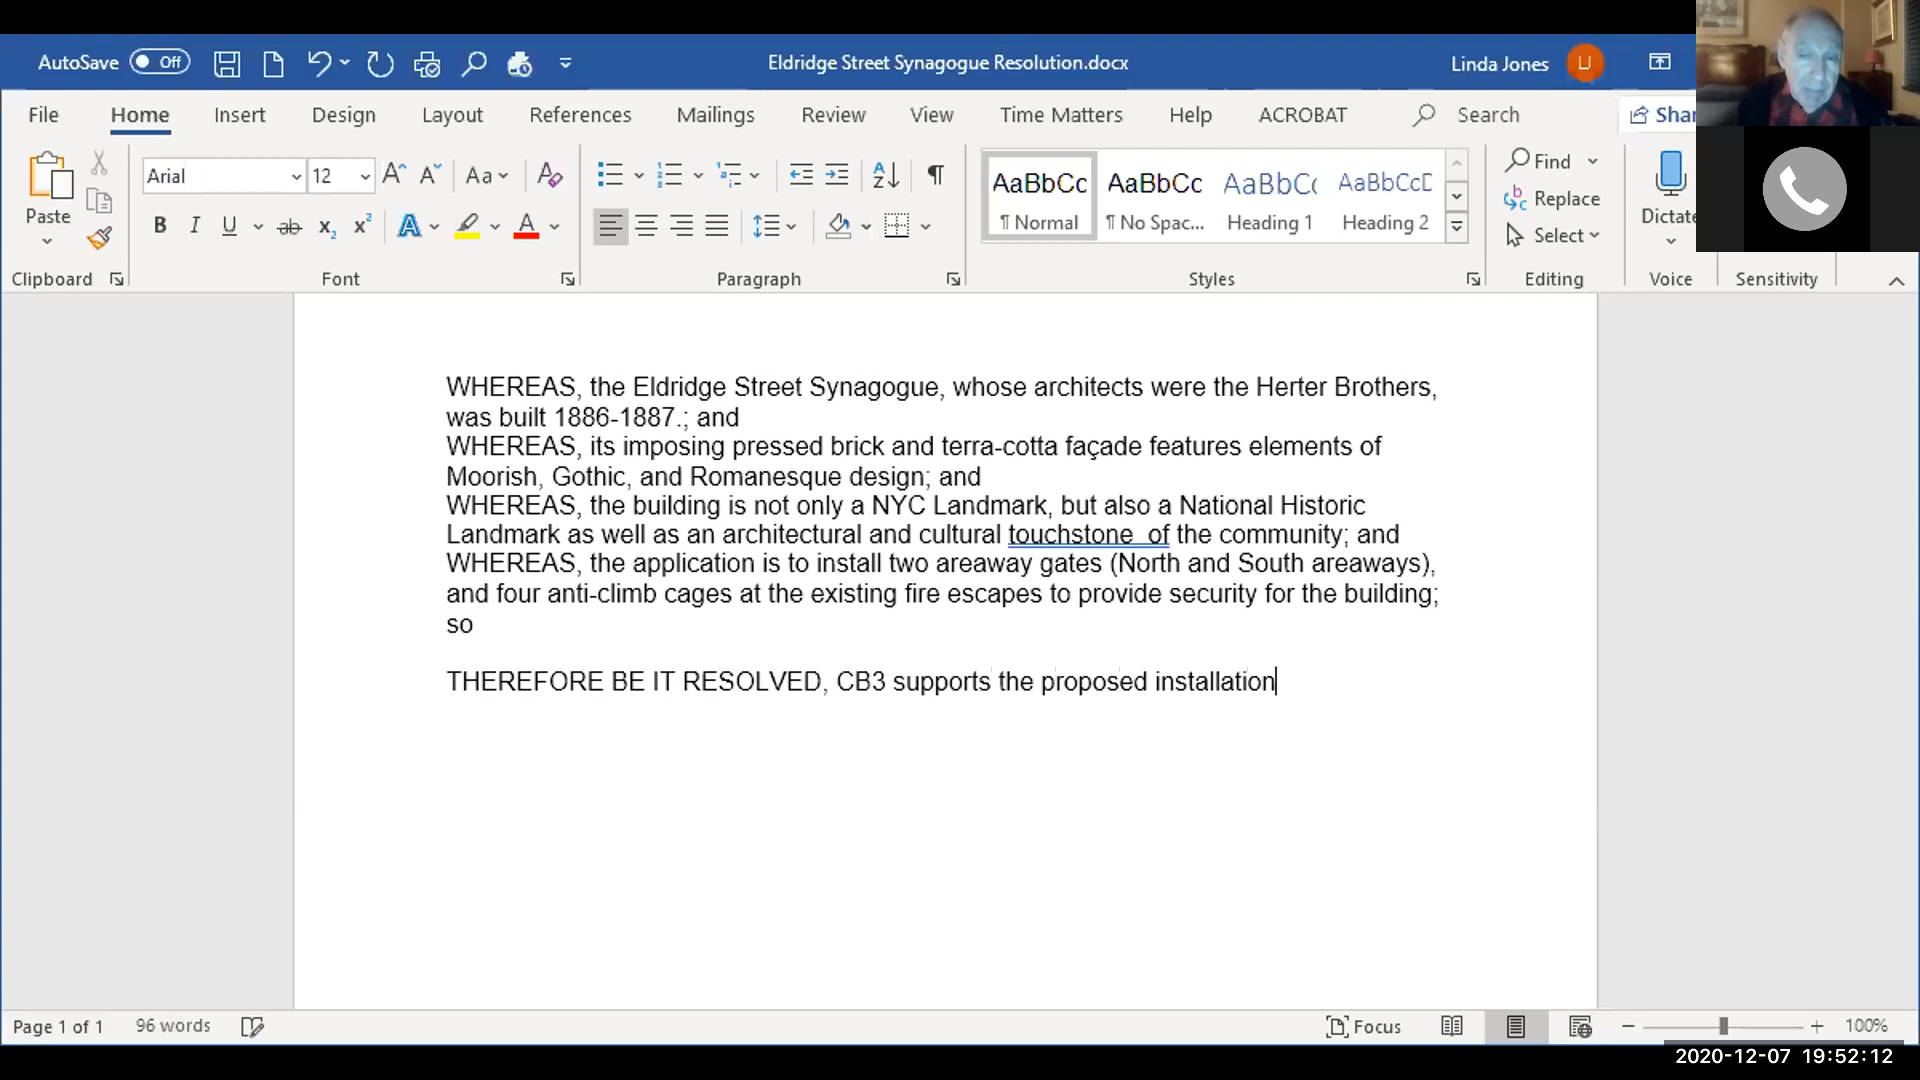 AutoSave Off Eldridge Street Synagogue Resolution.docx Linda Jones
File Home Insert Design Layout References Mailings Review View Time Matters Help ACROBAT Search Shar
Paste
Arial 12
Aa
AaBbCc AaBbCc AaBbC AaBbCcD
¶ Normal ¶ No Spac... Heading 1 Heading 2
Find
Replace
Select
Dictate
Clipboard Font Paragraph Styles Editing Voice Sensitivity
WHEREAS, the Eldridge Street Synagogue, whose architects were the Herter Brothers,
was built 1886-1887.; and
WHEREAS, its imposing pressed brick and terra-cotta façade features elements of
Moorish, Gothic, and Romanesque design; and
WHEREAS, the building is not only a NYC Landmark, but also a National Historic
Landmark as well as an architectural and cultural touchstone  of the community; and
WHEREAS, the application is to install two areaway gates (North and South areaways),
and four anti-climb cages at the existing fire escapes to provide security for the building;
so
THEREFORE BE IT RESOLVED, CB3 supports the proposed installation
Page 1 of 1 96 words Focus 100%
2020-12-07 19:52:12